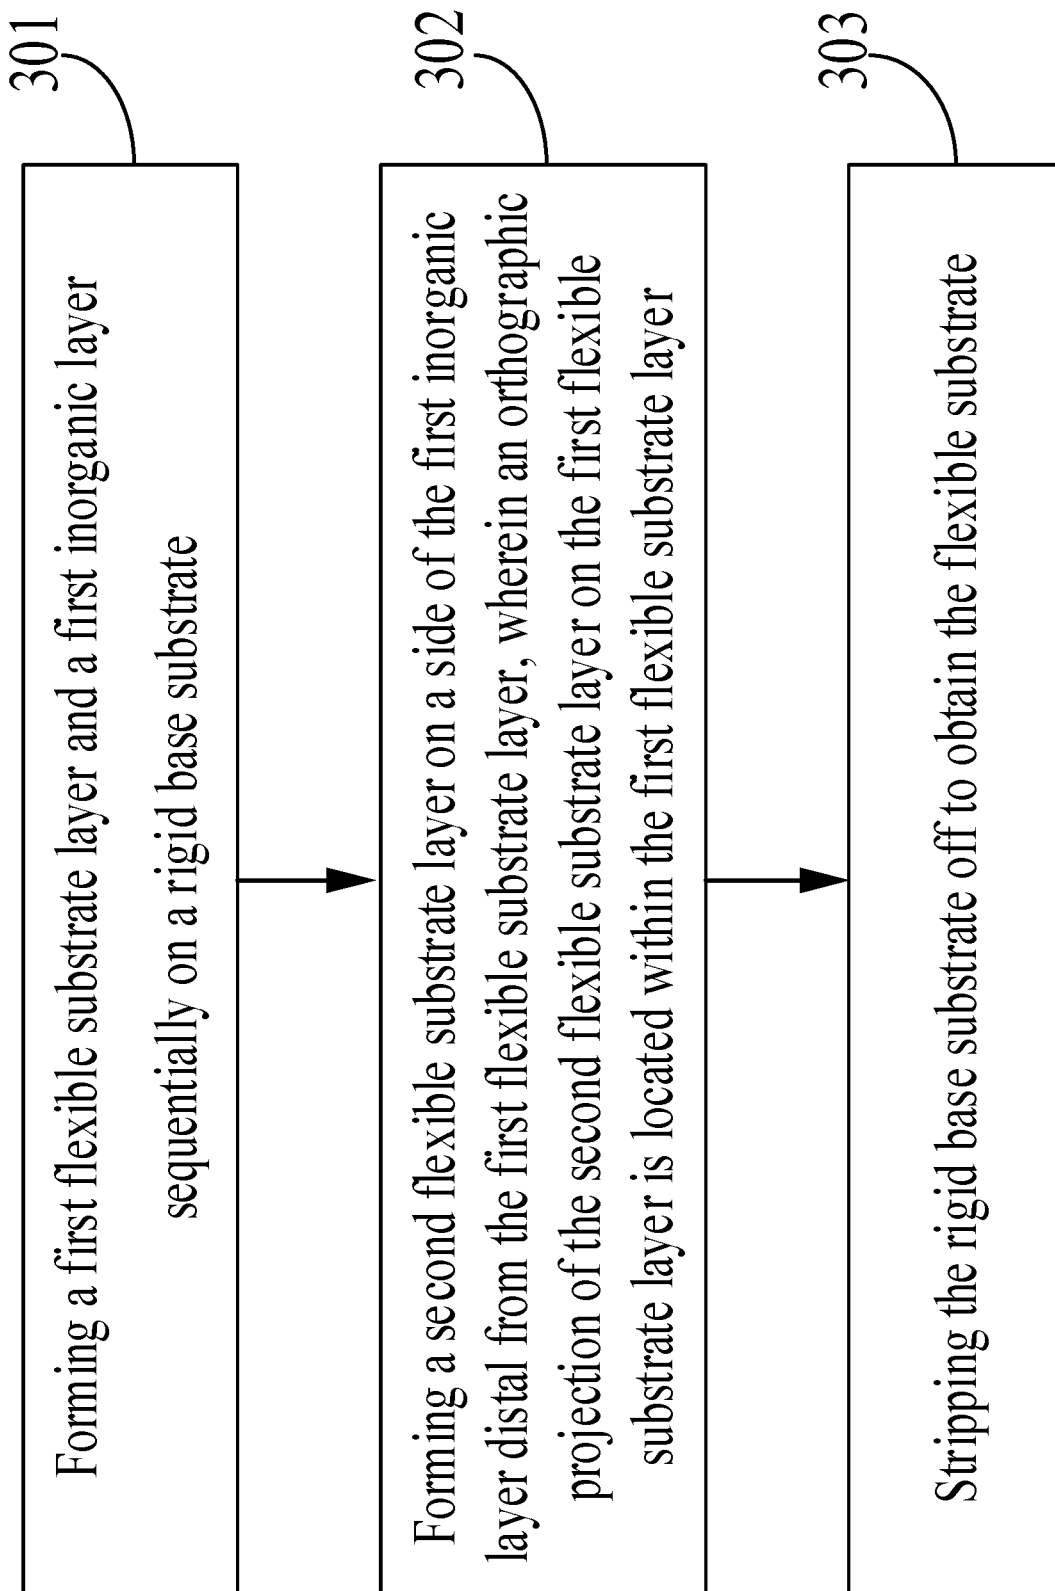 Forming a first flexible substrate layer and a first inorganic layer
sequentially on a rigid base substrate
301
Forming a second flexible substrate layer on a side of the first inorganic
layer distal from the first flexible substrate layer, wherein an orthographic
projection of the second flexible substrate layer on the first flexible
substrate layer is located within the first flexible substrate layer
302
Stripping the rigid base substrate off to obtain the flexible substrate
303